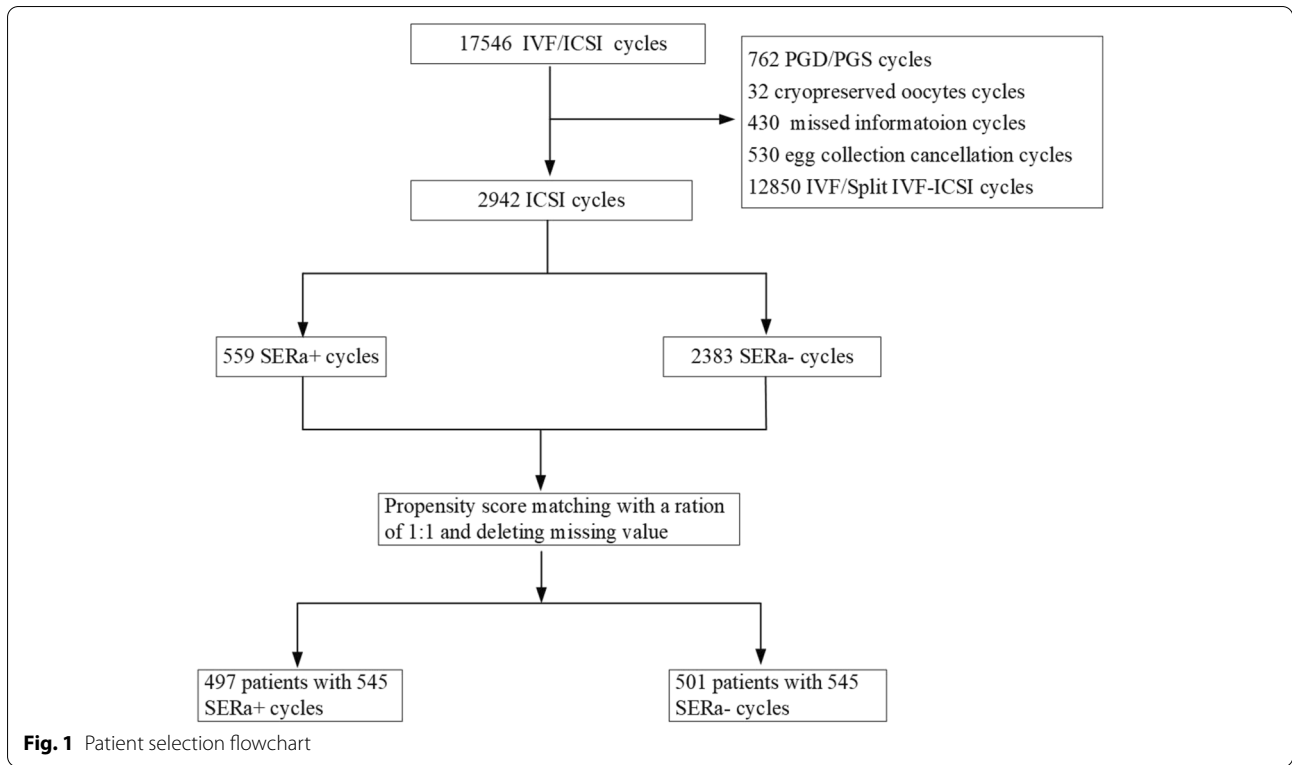 17546 IVF/ICSI cycles
762 PGD/PGS cycles
32 cryopreserved oocytes cycles
430 missed informatoion cycles
530 egg collection cancellation cycles
12850 IVF/Split IVF-ICSI cycles
2942 ICSI cycles
559 SERa+ cycles
2383 SERa- cycles
Propensity score matching with a ration
of 1:1 and deleting missing value
497 patients with 545
SERa+ cycles
501 patients with 545
SERa- cycles
Fig. 1 Patient selection flowchart